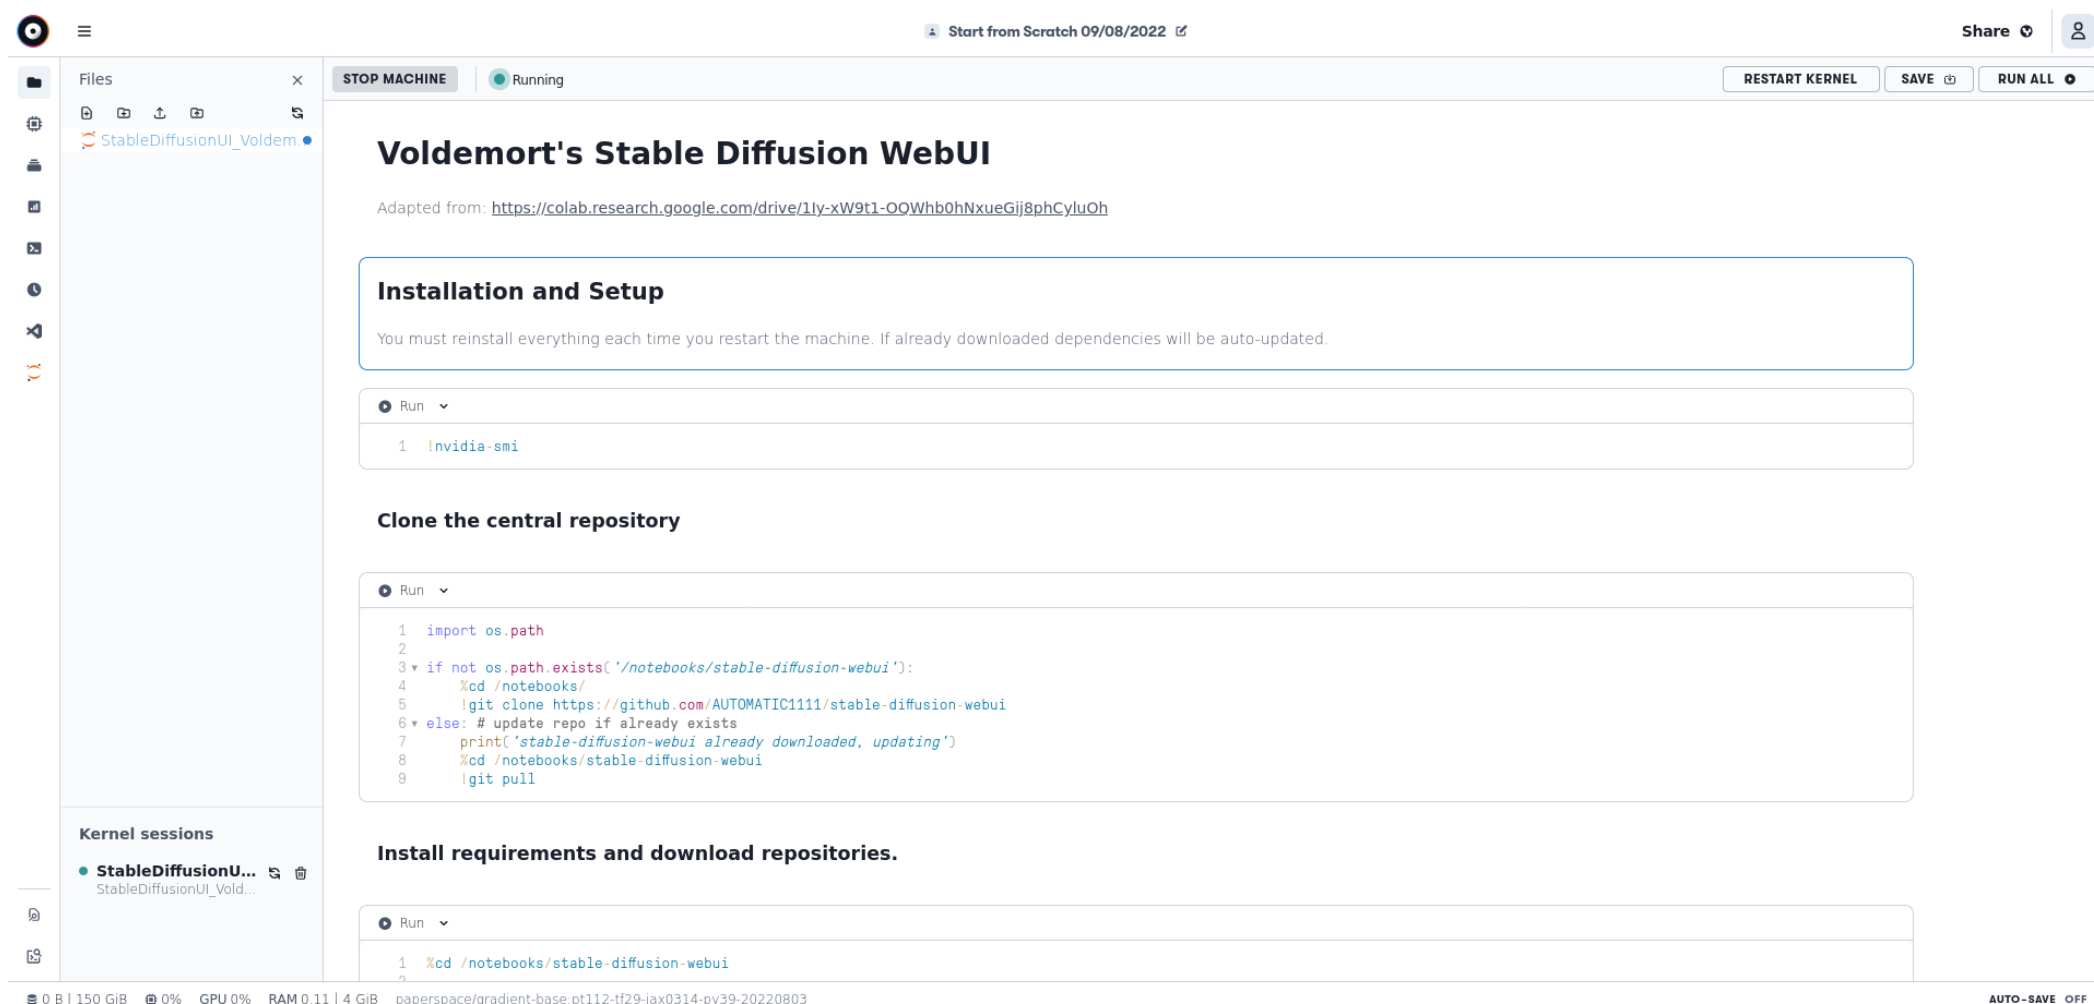 Start from Scratch 09/08/2022
Share
Files
STOP MACHINE
Running
RESTART KERNEL
SAVE
RUN ALL
StableDiffusionUI_Voldem.
Voldemort's Stable Diffusion WebUI
Adapted from: https://colab.research.google.com/drive/1Iy-xW9t1-OQWhb0hNxueGij8phCyluOh
Installation and Setup
You must reinstall everything each time you restart the machine. If already downloaded dependencies will be auto-updated.
Run
1 !nvidia-smi
Clone the central repository
Run
1 import os.path
2
3 if not os.path.exists('/notebooks/stable-diffusion-webui'):
4 %cd /notebooks/
5 !git clone https://github.com/AUTOMATIC1111/stable-diffusion-webui
6 else: # update repo if already exists
7 print('stable-diffusion-webui already downloaded, updating')
8 %cd /notebooks/stable-diffusion-webui
9 !git pull
Kernel sessions
StableDiffusionU...
StableDiffusionUI_Vold...
Install requirements and download repositories.
Run
1 %cd /notebooks/stable-diffusion-webui
2
0 B | 150 GiB 0% GPU 0% RAM 0.11 | 4 GiB paperspace/gradient-base:pt112-tf29-jax0314-py39-20220803
AUTO-SAVE OFF